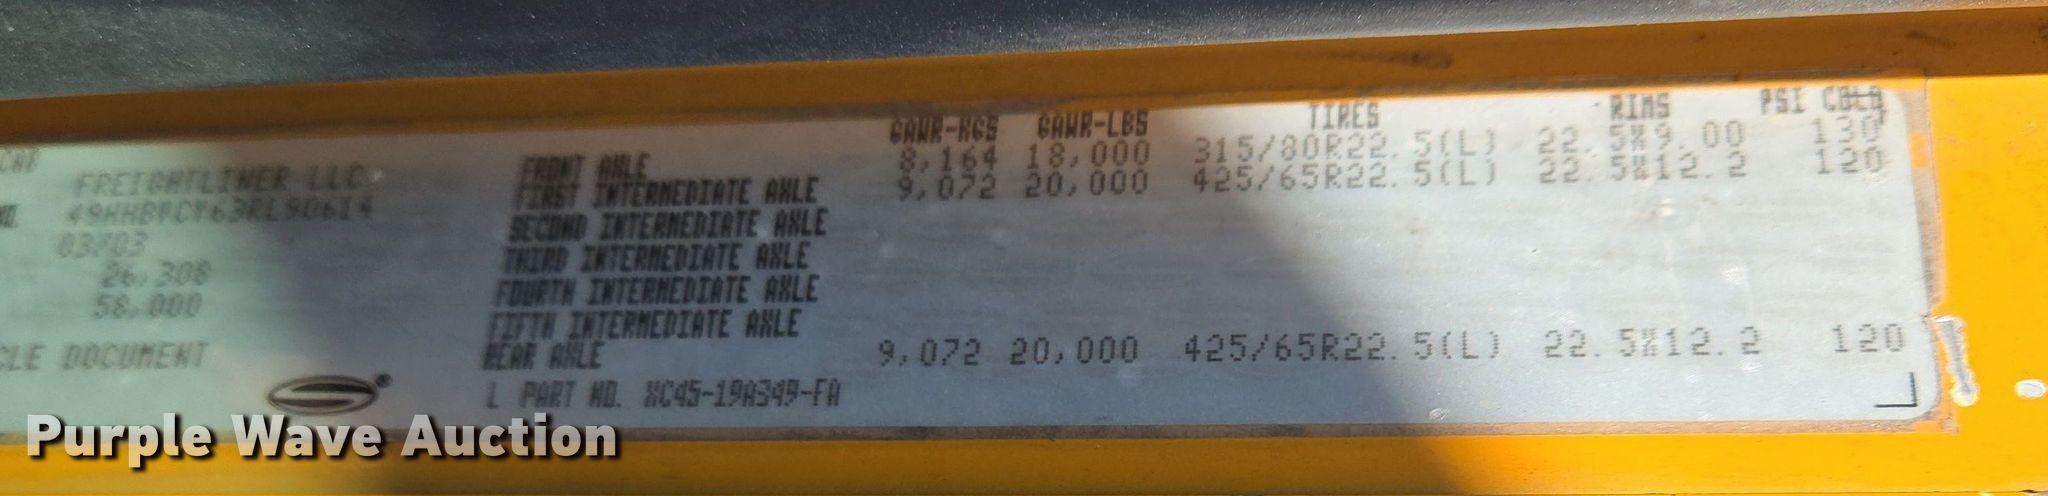 GAWR-KGS GAWR-LBS TIRES RIMS PSI COLD
FREIGHTLINER LLC FRONT AXLE 8,164 18,000 315/80R22.5(L) 22.5X9.00 130
FIRST INTERMEDIATE AXLE 9,072 20,000 425/65R22.5(L) 22.5X12.2 120
NO. SECOND INTERMEDIATE AXLE
03/03 THIRD INTERMEDIATE AXLE
26,308 FOURTH INTERMEDIATE AXLE
58,000 FIFTH INTERMEDIATE AXLE
CLE DOCUMENT REAR AXLE 9,072 20,000 425/65R22.5(L) 22.5X12.2 120
S® L PART NO. XC45-19A349-FA
Purple Wave Auction